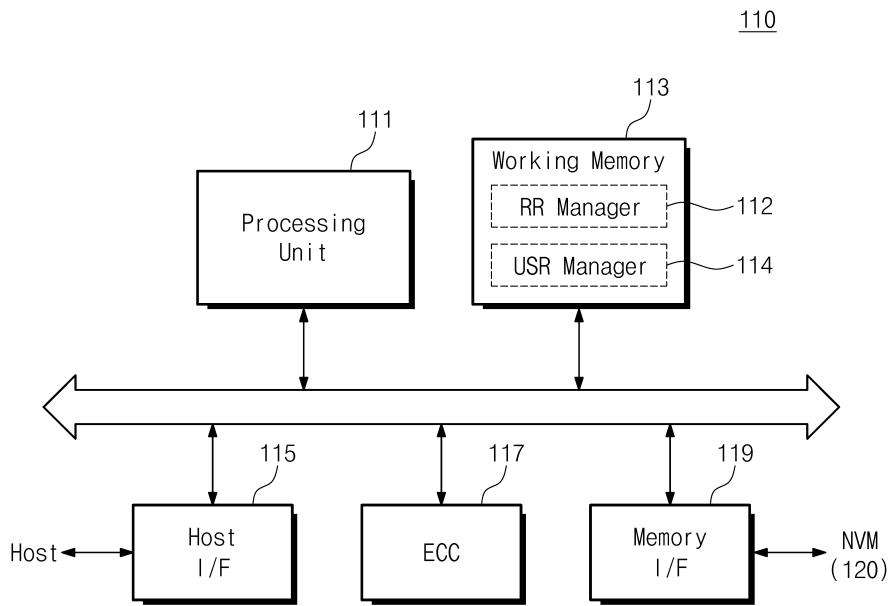 110
113
111
Working Memory
RR Manager
112
Processing
Unit
USR Manager
114
115
117
119
Host
Host
I/F
ECC
Memory
I/F
NVM
(120)